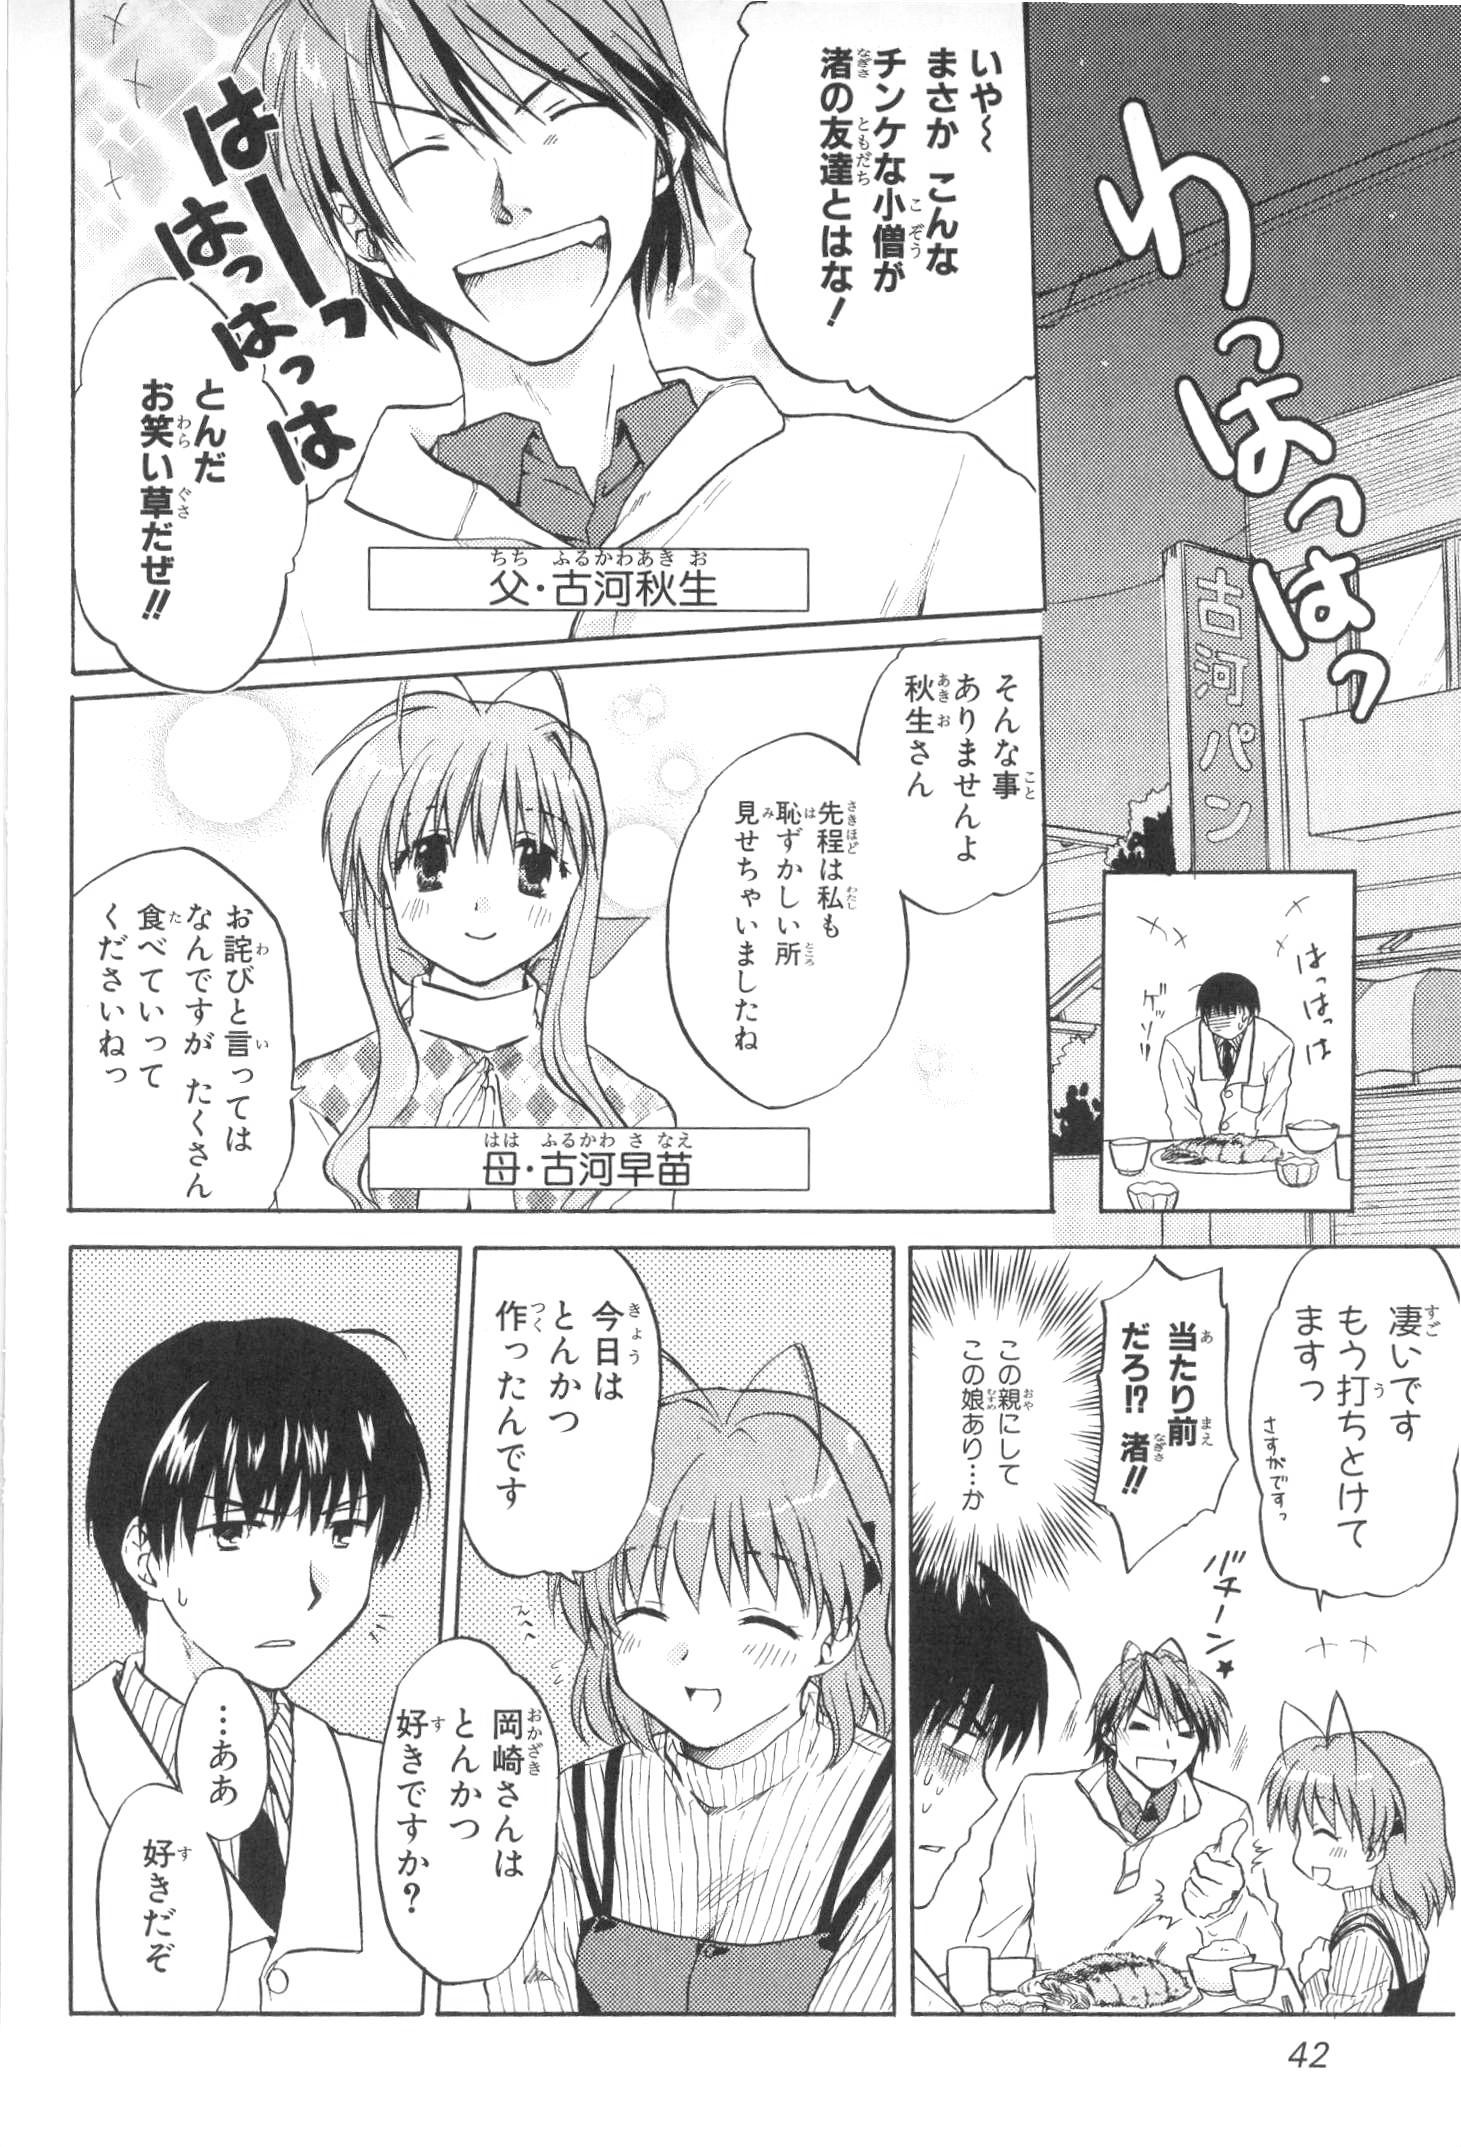 わっはっはっ
古河パン
はっはっは
ゲッソリ
いや～
まさか こんな
チンケな小僧が
渚の友達とはな！
はーっ
はっはっは
とんだ
お笑い草だぜ!!
父・古河秋生
そんな事
ありませんよ
秋生さん
先程は私も
恥ずかしい所
見せちゃいましたね
お詫びと言っては
なんですが たくさん
食べていって
くださいねっ
母・古河早苗
凄いです
もう打ちとけて
ますっ
さすがですっ
当たり前
だろ!? 渚!!
バチーン★
この親にして
この娘あり…か
今日は
とんかつ
作ったんです
えへへ
岡崎さんは
とんかつ
好きですか？
…ああ
好きだぞ
42